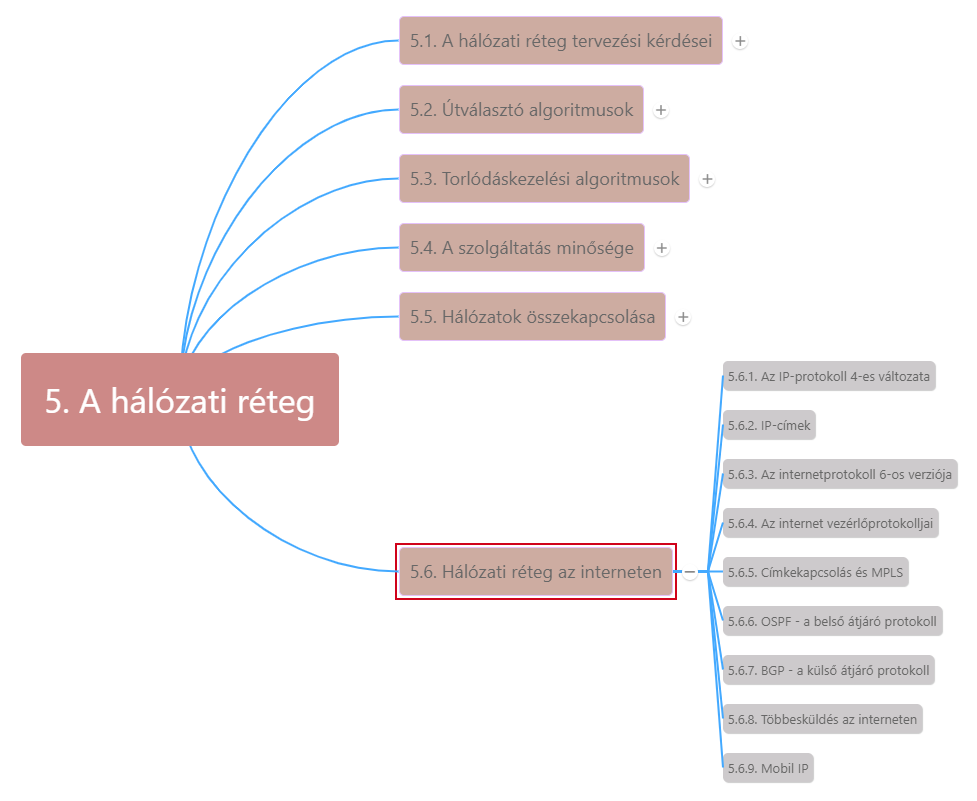 5. A hálózati réteg
5.1. A hálózati réteg tervezési kérdései
5.2. Útválasztó algoritmusok
5.3. Torlódáskezelési algoritmusok
5.4. A szolgáltatás minősége
5.5. Hálózatok összekapcsolása
5.6. Hálózati réteg az interneten
5.6.1. Az IP-protokoll 4-es változata
5.6.2. IP-címek
5.6.3. Az internetprotokoll 6-os verziója
5.6.4. Az internet vezérlőprotokolljai
5.6.5. Címkekapcsolás és MPLS
5.6.6. OSPF - a belső átjáró protokoll
5.6.7. BGP - a külső átjáró protokoll
5.6.8. Többesküldés az interneten
5.6.9. Mobil IP